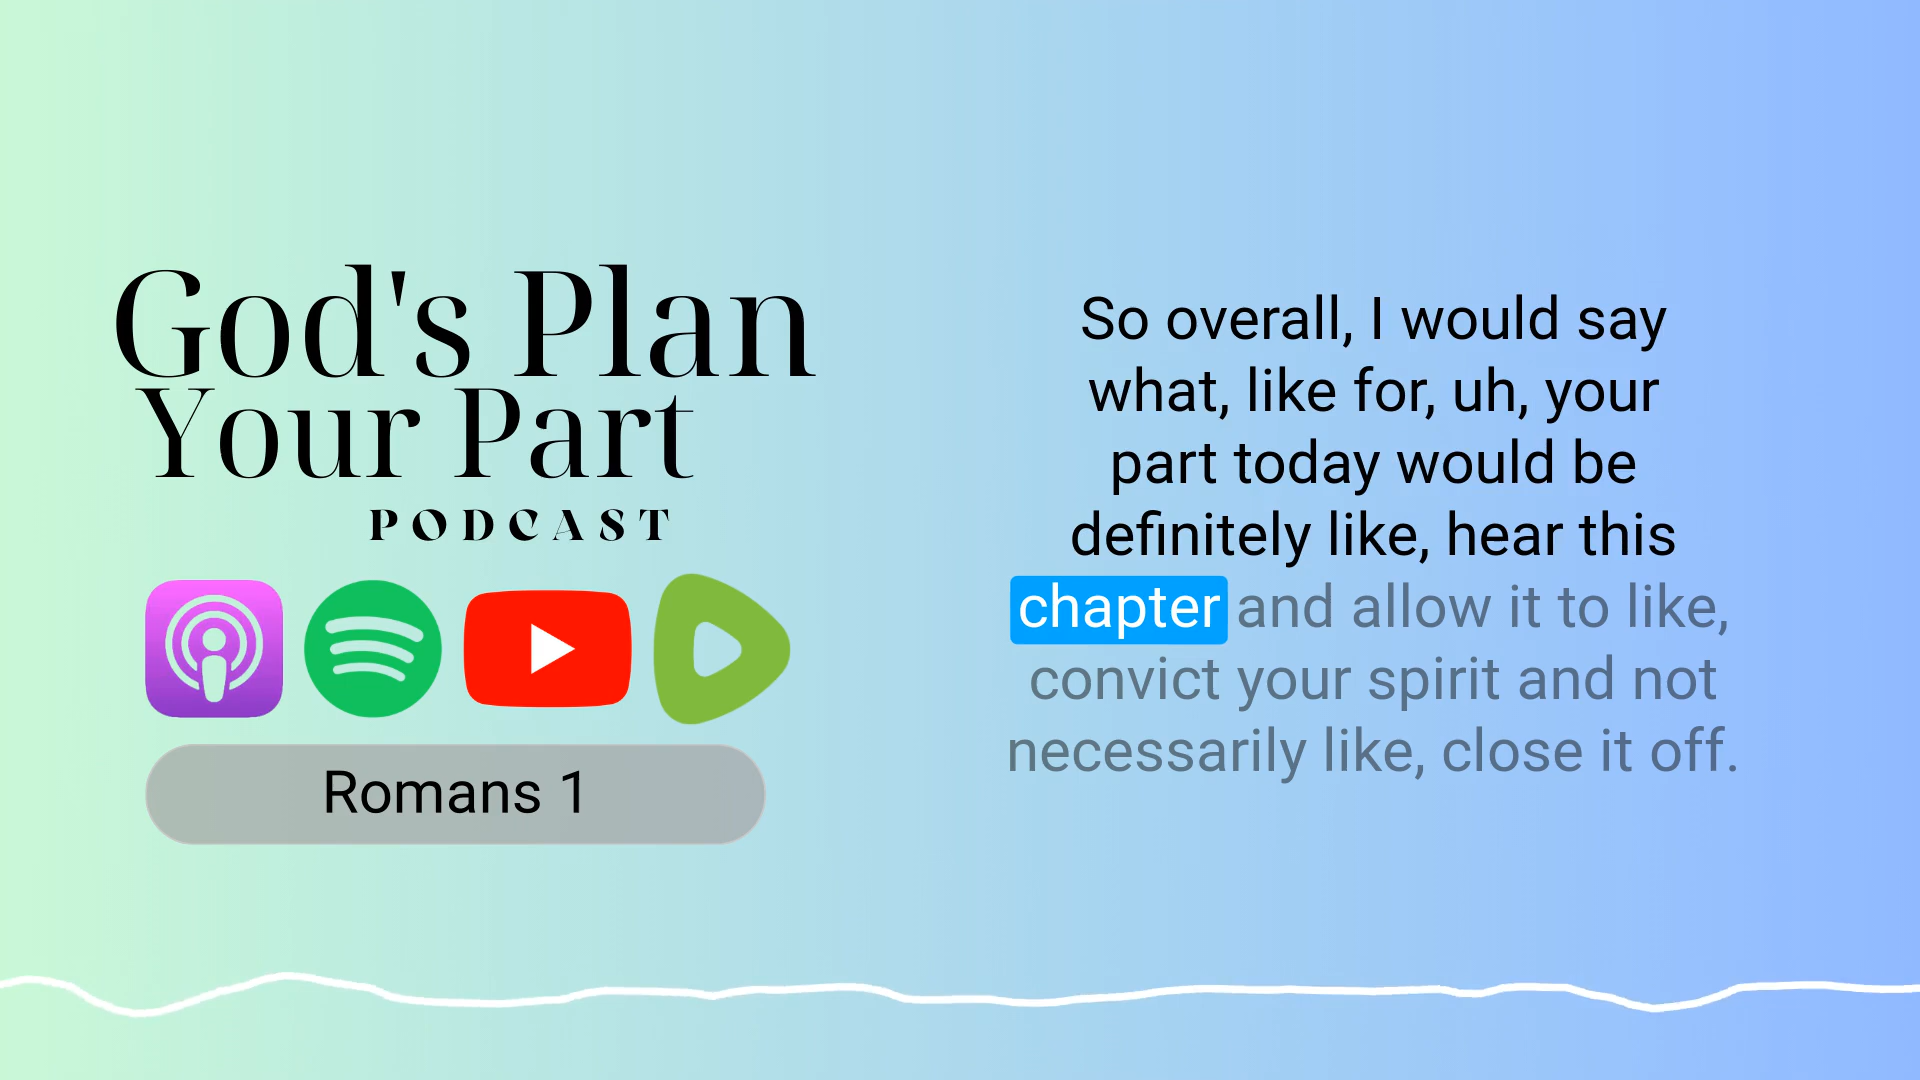 God's Plan
Your Part
PODCAST
Romans 1
So overall, I would say
what, like for, uh, your
part today would be
definitely like, hear this
chapter and allow it to like,
convict your spirit and not
necessarily like, close it off.